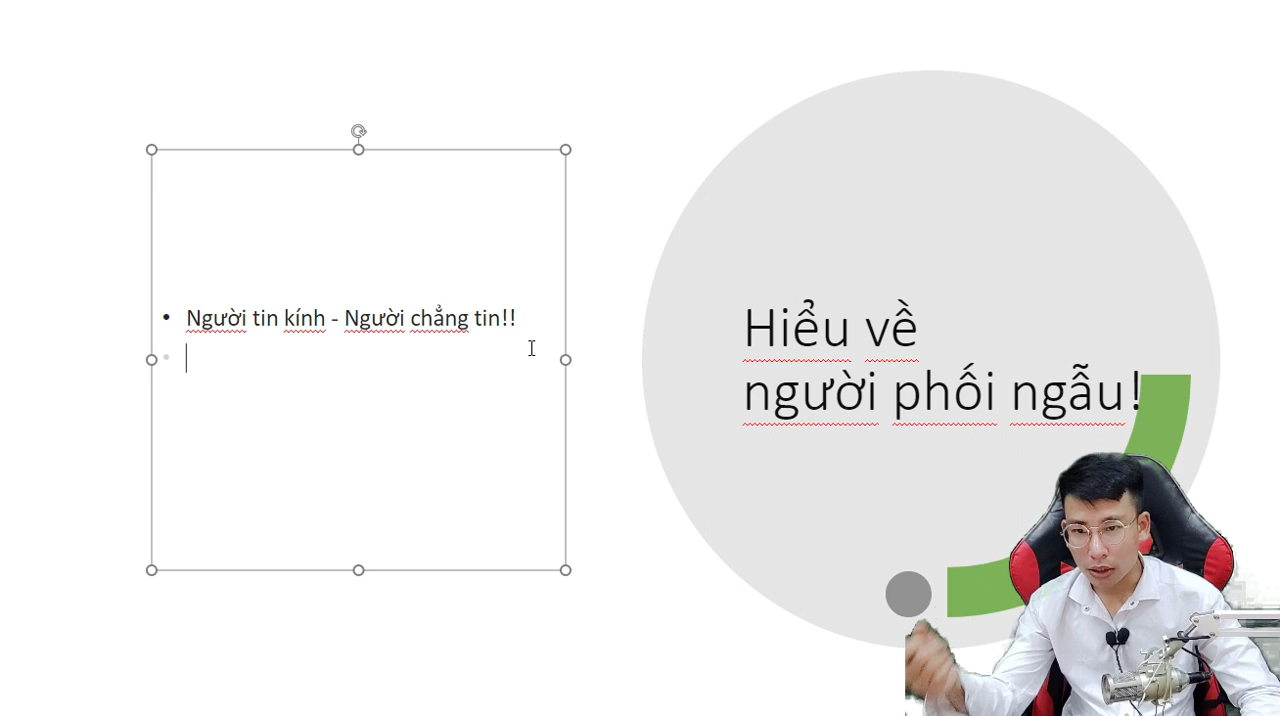 Người tin kính - Người chẳng tin!!
Hiểu về
người phối ngẫu!